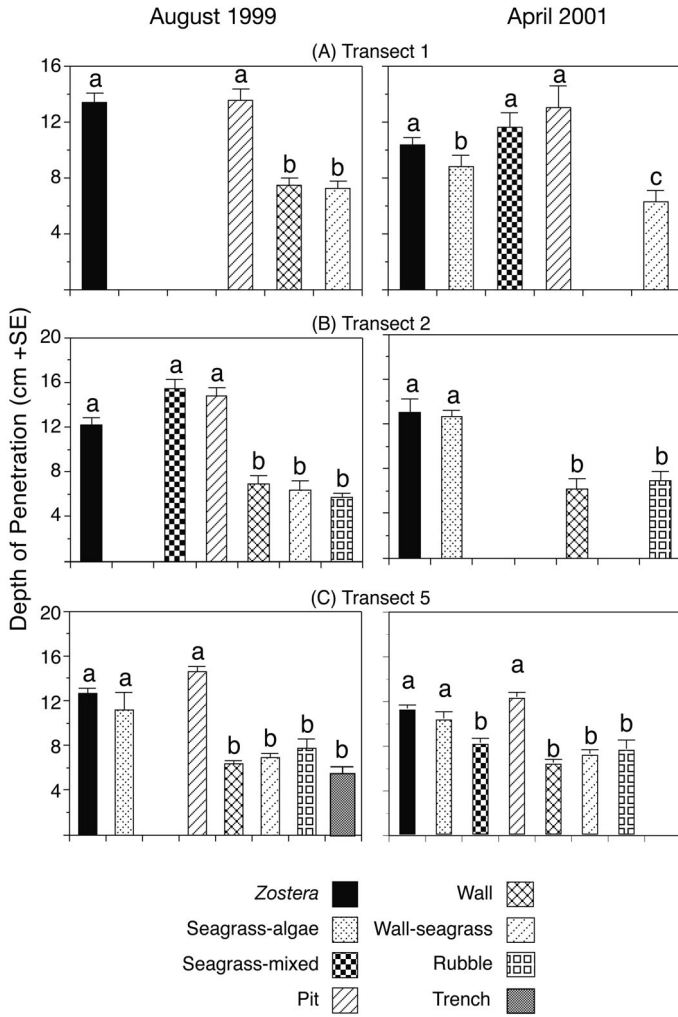 August 1999 April 2001
(A) Transect 1
16 a a a a
12 a b
8 b b c
4
(B) Transect 2
20
16 a a
12 a a a
8 b b b b b
4
(C) Transect 5
20
16 a
12 a a a a a
8 b b b b b b b
4 b
Depth of Penetration (cm +SE)
Zostera Wall
Seagrass-algae Wall-seagrass
Seagrass-mixed Rubble
Pit Trench